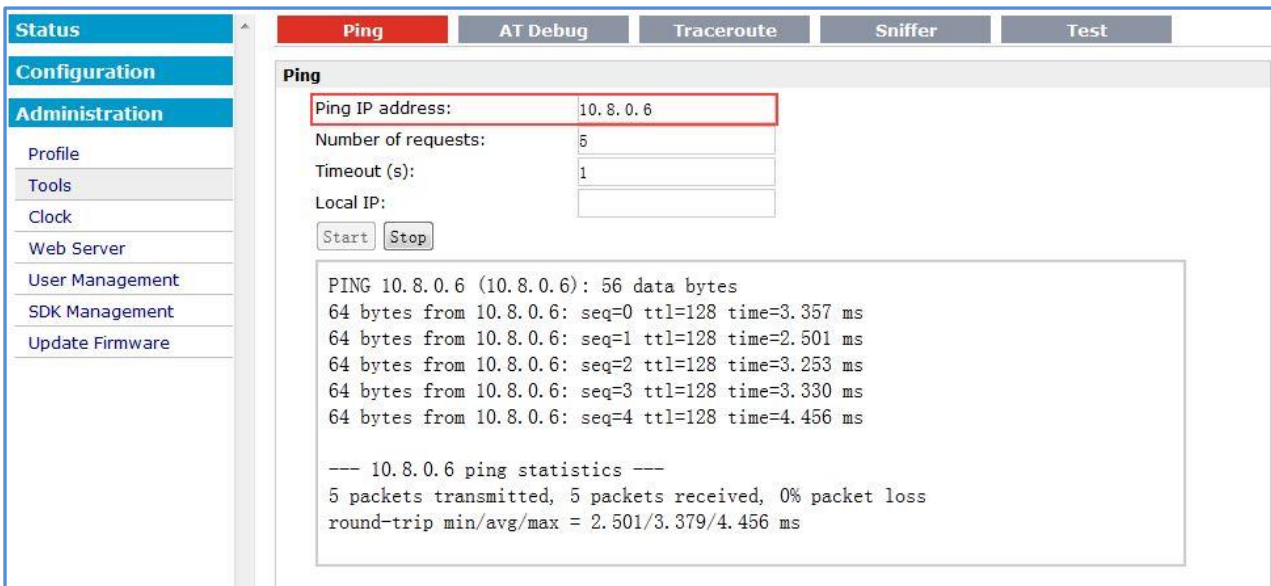 Status
Configuration
Administration
Profile
Tools
Clock
Web Server
User Management
SDK Management
Update Firmware
Ping AT Debug Traceroute Sniffer Test
Ping
Ping IP address: 10.8.0.6
Number of requests: 5
Timeout (s): 1
Local IP:
Start Stop
PING 10.8.0.6 (10.8.0.6): 56 data bytes
64 bytes from 10.8.0.6: seq=0 ttl=128 time=3.357 ms
64 bytes from 10.8.0.6: seq=1 ttl=128 time=2.501 ms
64 bytes from 10.8.0.6: seq=2 ttl=128 time=3.253 ms
64 bytes from 10.8.0.6: seq=3 ttl=128 time=3.330 ms
64 bytes from 10.8.0.6: seq=4 ttl=128 time=4.456 ms
--- 10.8.0.6 ping statistics ---
5 packets transmitted, 5 packets received, 0% packet loss
round-trip min/avg/max = 2.501/3.379/4.456 ms